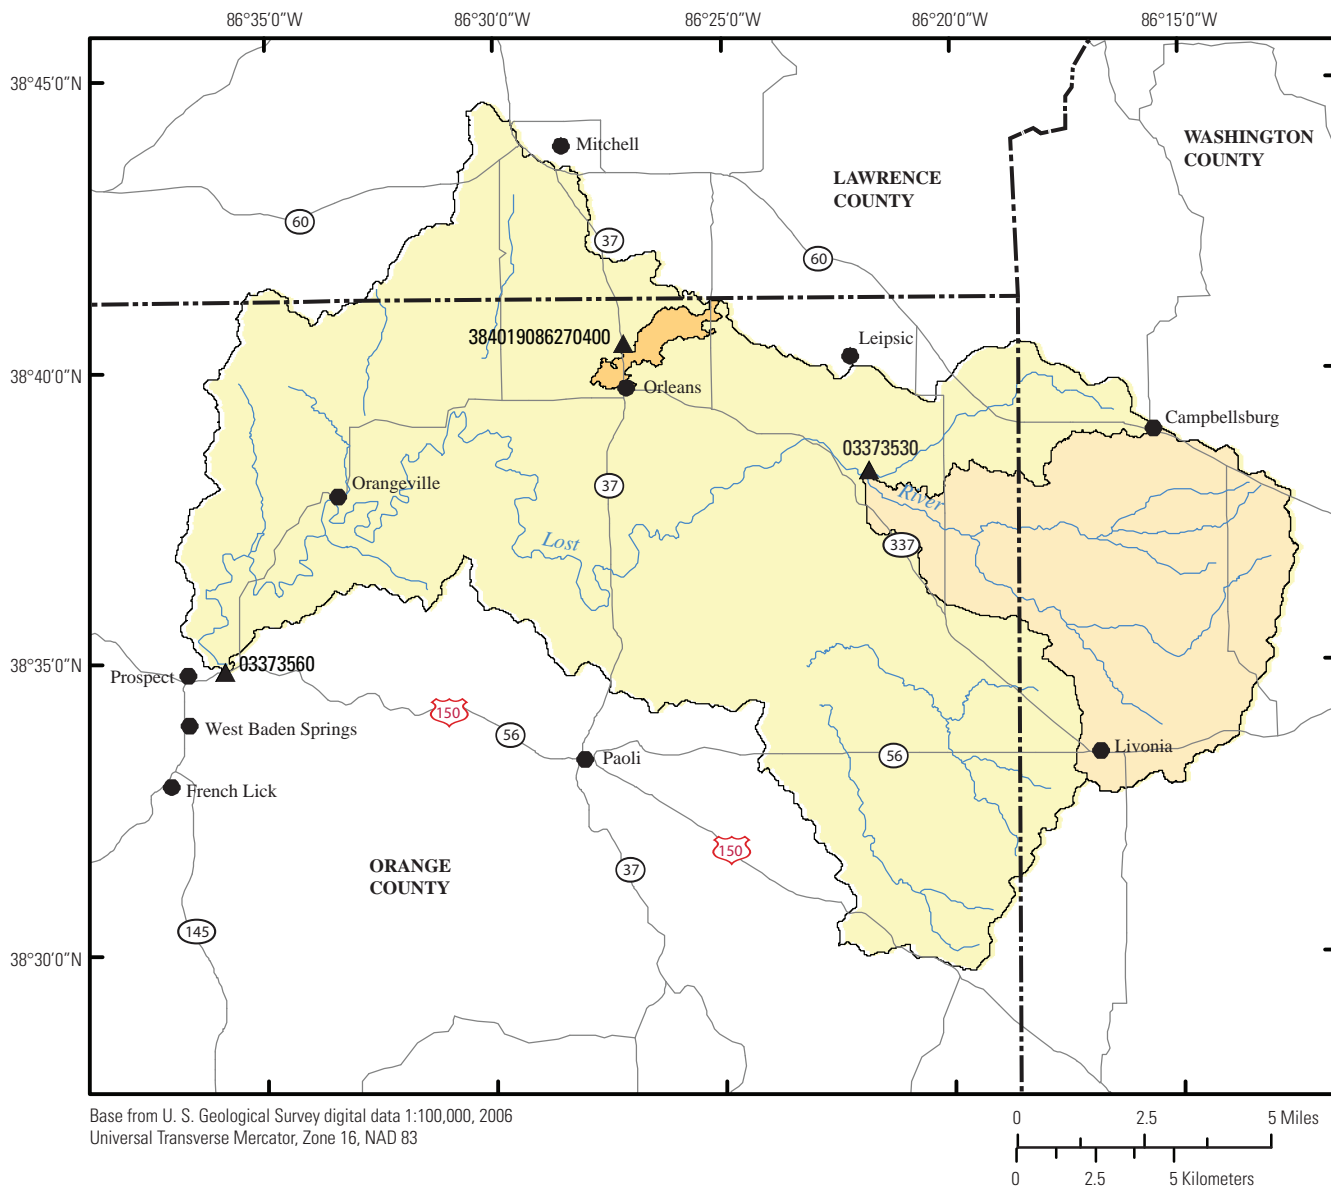 86°35'0"W
86°30'0"W
86°25'0"W
86°20'0"W
86°15'0"W
38°45'0"N
Mitchell
WASHINGTON
COUNTY
LAWRENCE
COUNTY
60
37
60
384019086270400
Leipsic
38°40'0"N
Orleans
Campbellsburg
03373530
Orangeville
37
River
Lost
337
03373560
38°35'0"N
Prospect
150
West Baden Springs
56
56
Livonia
Paoli
French Lick
150
ORANGE
COUNTY
37
145
38°30'0"N
Base from U. S. Geological Survey digital data 1:100,000, 2006
Universal Transverse Mercator, Zone 16, NAD 83
0 2.5 5 Miles
0 2.5 5 Kilometers